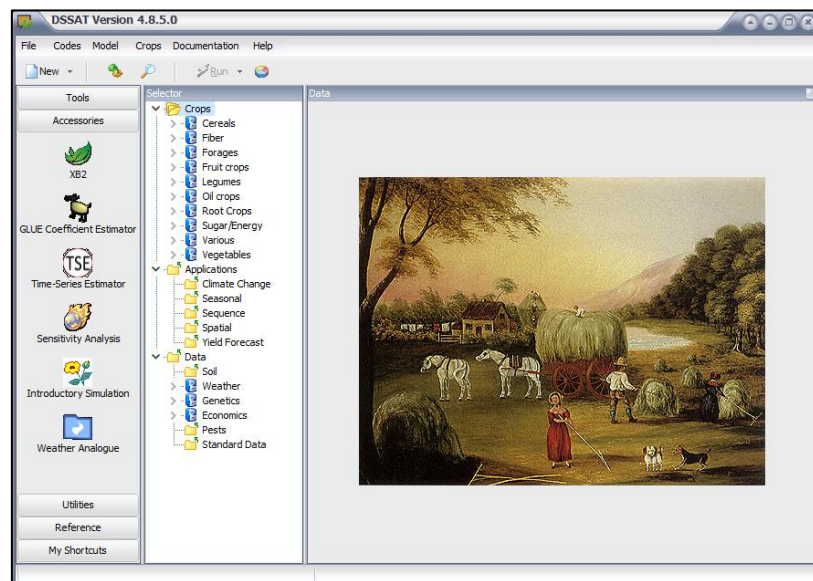 DSSAT Version 4.8.5.0
File Codes Model Crops Documentation Help
New Run
Tools
Accessories
XB2
GLUE Coefficient Estimator
TSE
Time-Series Estimator
Sensitivity Analysis
Introductory Simulation
Weather Analogue
Utilities
Reference
My Shortcuts
Selector
Crops
Cereals
Fiber
Forages
Fruit crops
Legumes
Oil crops
Root Crops
Sugar/Energy
Various
Vegetables
Applications
Climate Change
Seasonal
Sequence
Spatial
Yield Forecast
Data
Soil
Weather
Genetics
Economics
Pests
Standard Data
Data